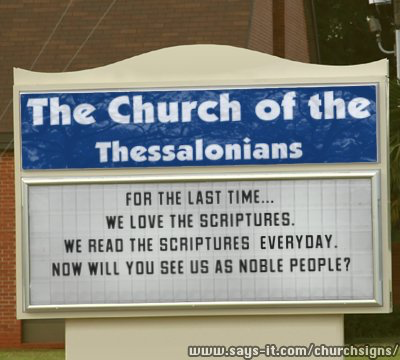 The Church of the
Thessalonians
FOR THE LAST TIME...
WE LOVE THE SCRIPTURES.
WE READ THE SCRIPTURES EVERYDAY.
NOW WILL YOU SEE US AS NOBLE PEOPLE?
www.says-it.com/churchsigns/